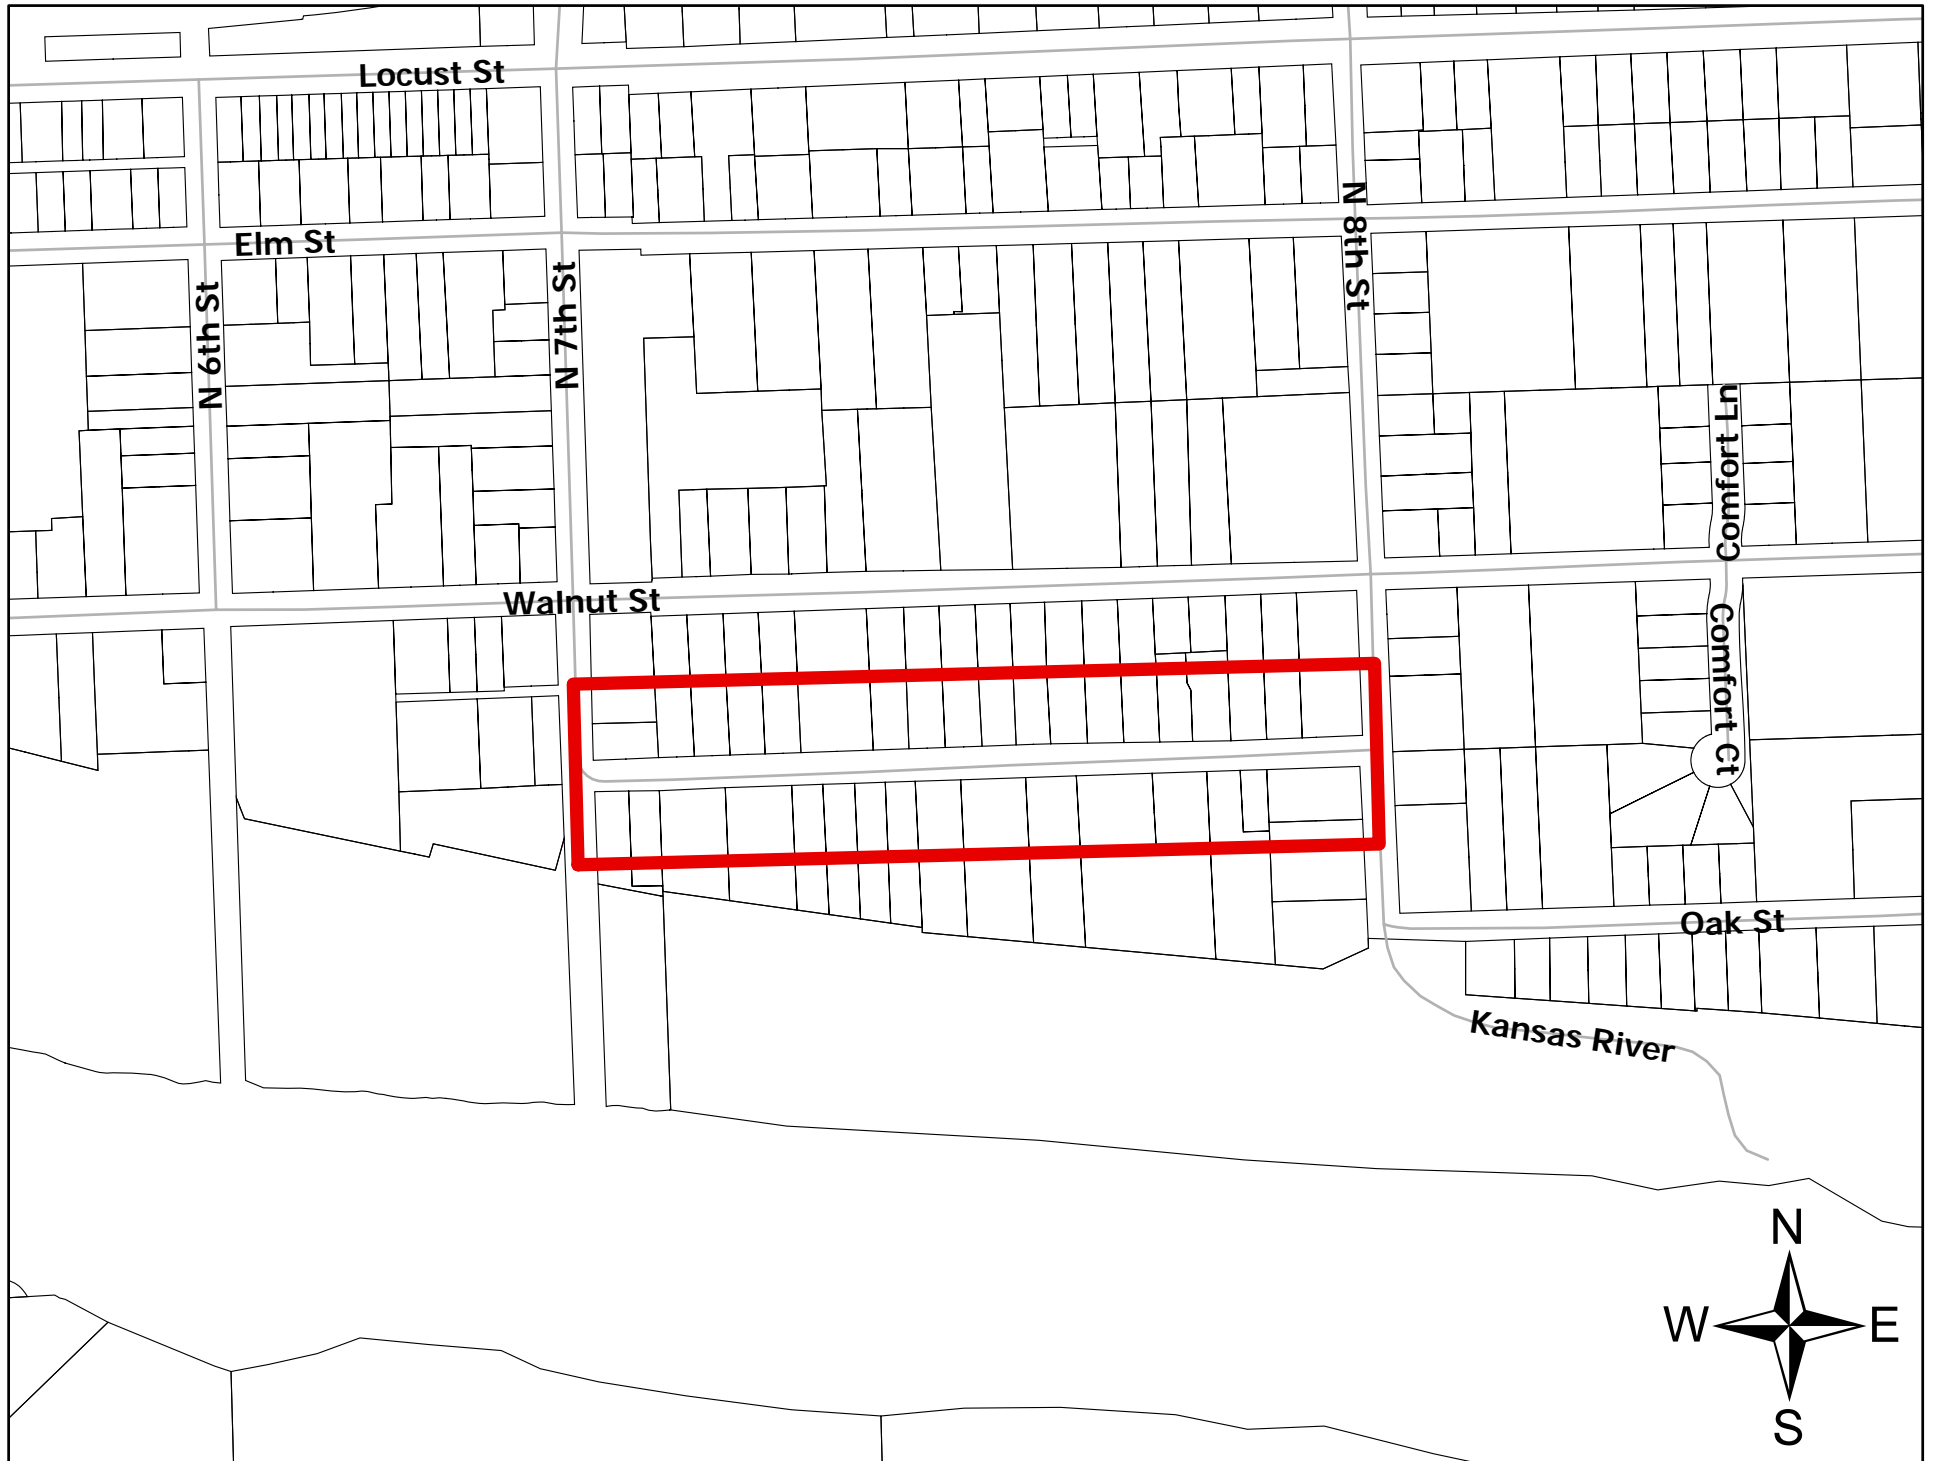 Locust St
Elm St
N 6th St
N 7th St
N 8th St
Comfort Ln
Walnut St
Comfort Ct
Oak St
Kansas River
N
W E
S